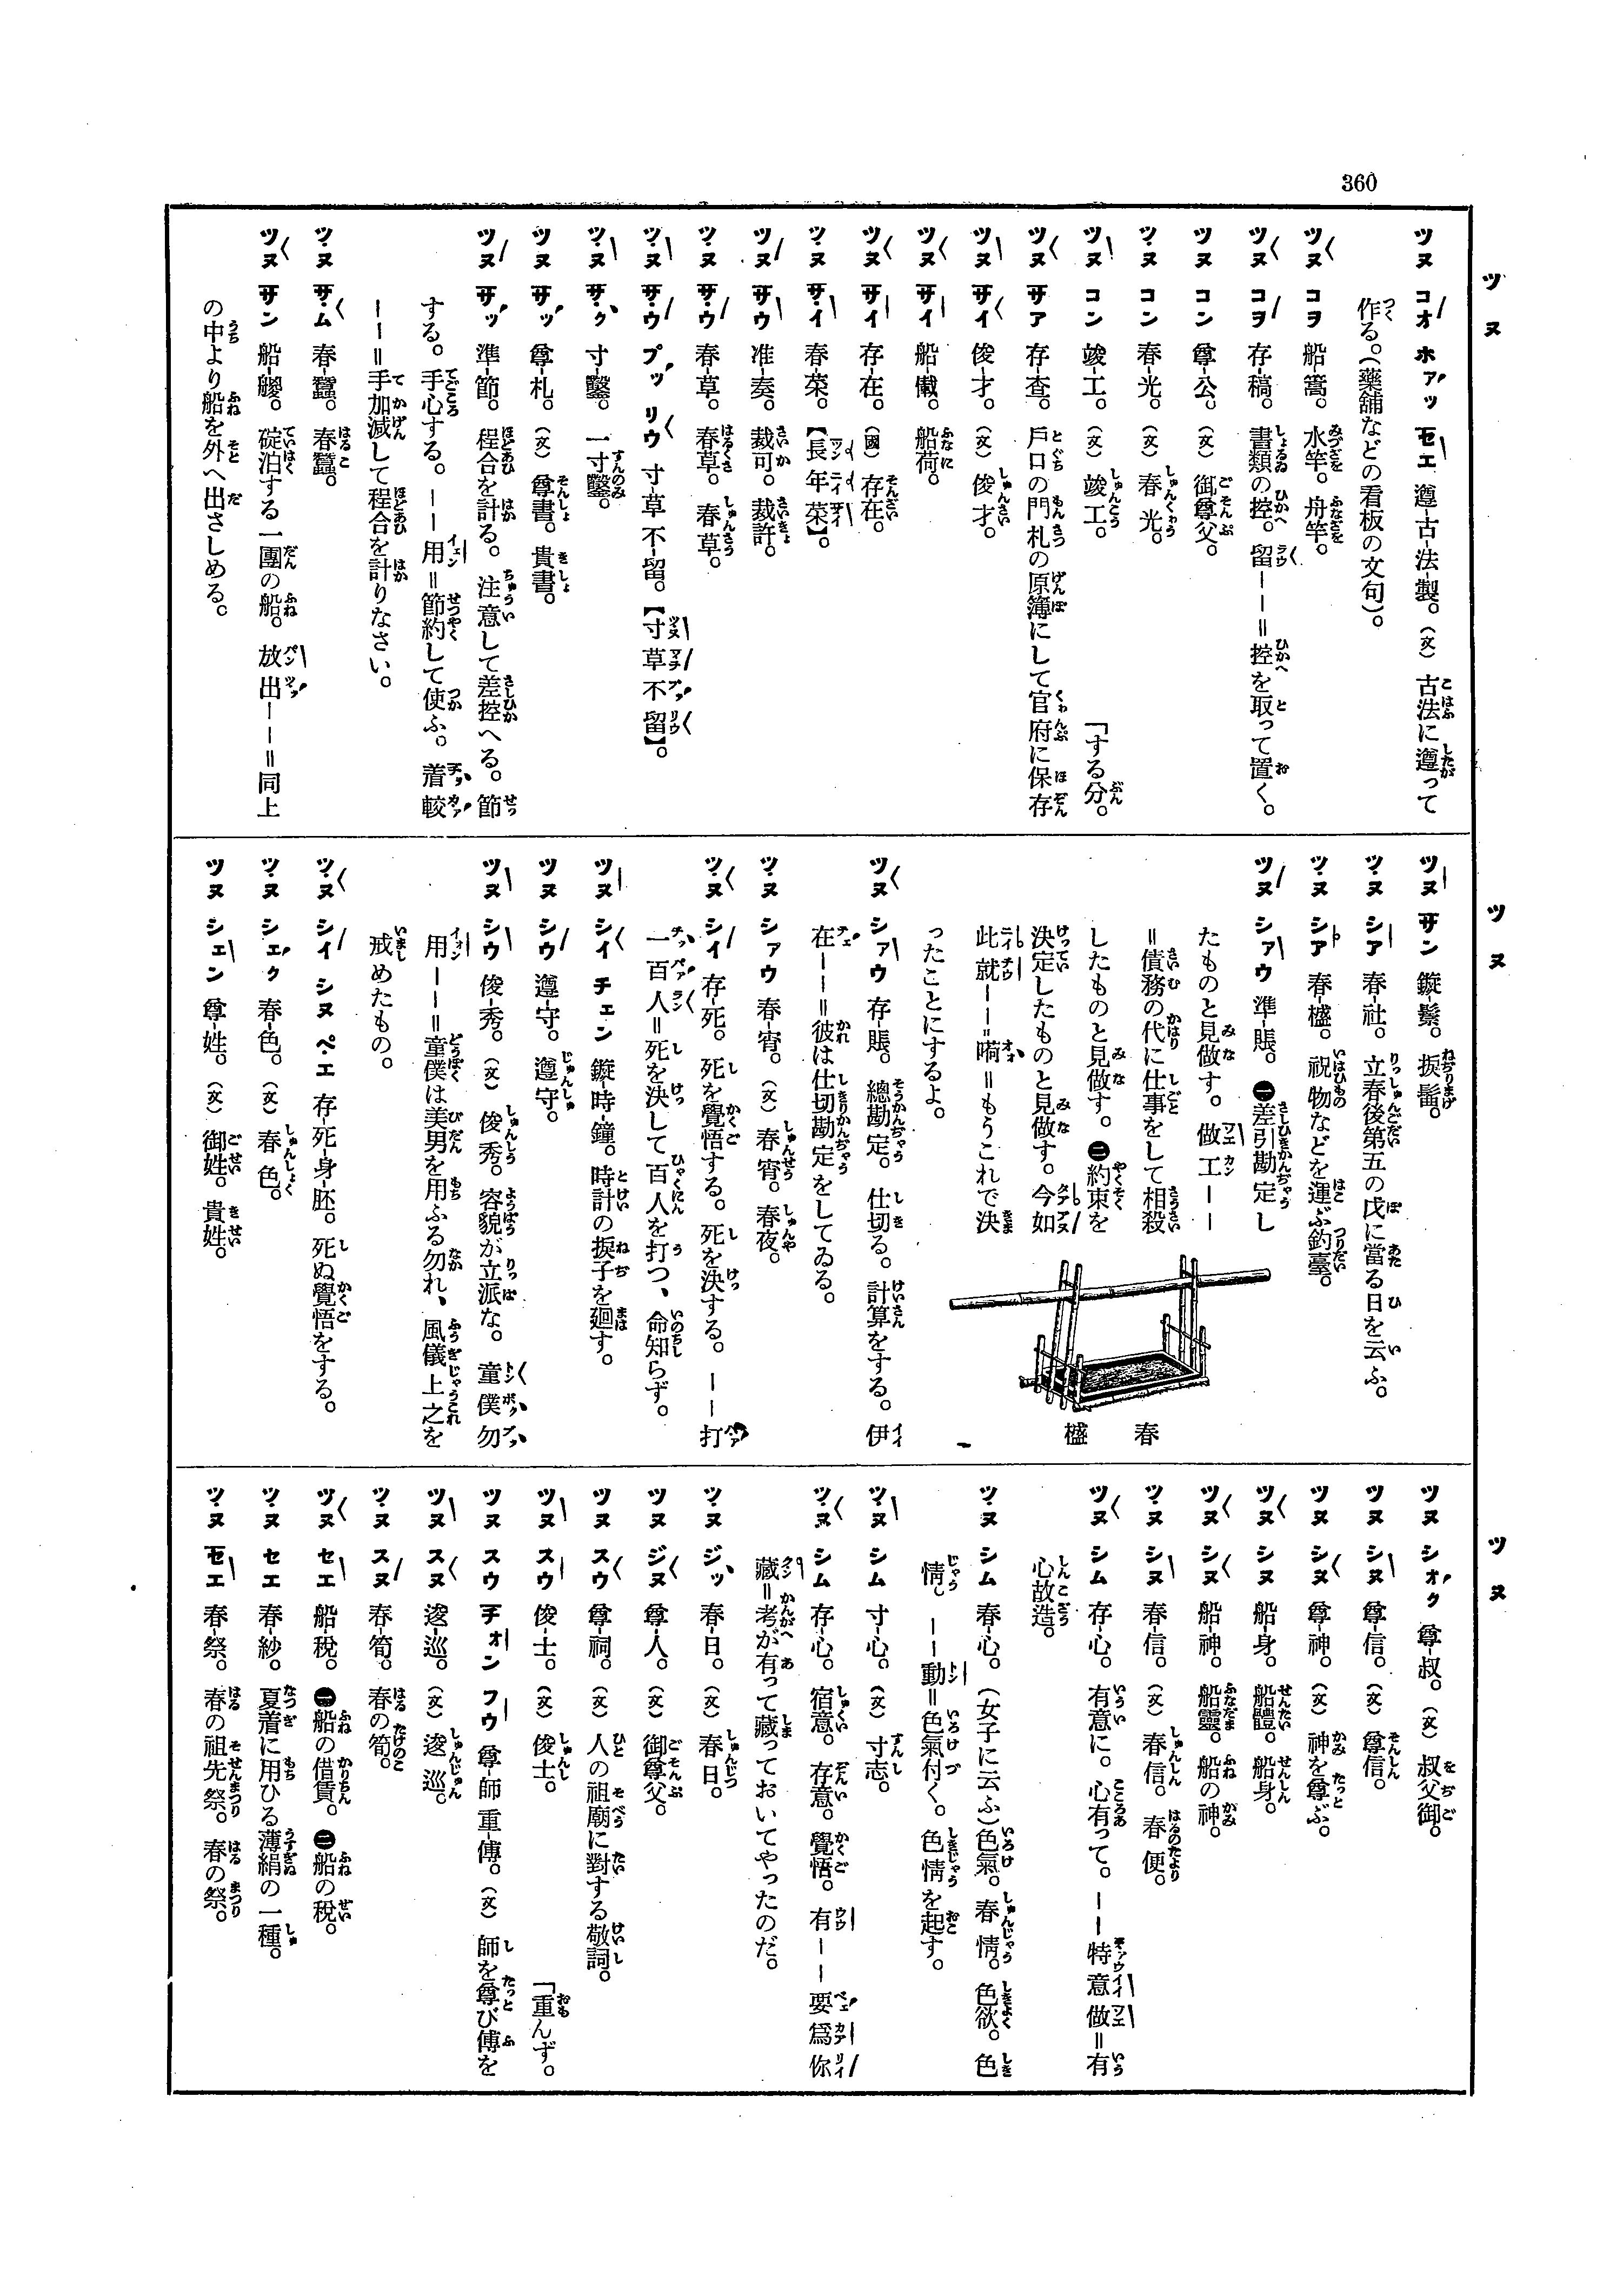 360
ツヌ
ツヌ コオ ホアッ セエ 遵-古-法-製。(文) 古法に遵って
作る。(藥舖などの看板の文句)。
ツヌ コヲ 船-篙。 水竿。舟竿。
ツヌ コヲ 存-稿。 書類の控。留——=控を取って置く。
ツヌ コン 尊-公。 (文) 御尊父。
ツヌ コン 春-光。 (文) 春光。
ツヌ コン 竣-工。 (文) 竣工。
「する分。
ツヌ サア 存-查。 戶口の門札の原簿にして官府に保存
ツヌ サイ 俊-才。 (文) 俊才。
ツヌ サイ 船-儎。 船荷。
ツヌ サイ 存-在。 (國) 存在。
ツヌ サイ 春-菜。 【長年菜】。
ツヌ サウ 准-奏。 裁可。裁許。
ツヌ サウ 春-草。 春草。春草。
ツヌ サウ プッ リウ 寸-草 不-留。【寸草不留】。
ツヌ サク 寸-鑿。 一寸鑿。
ツヌ サッ 尊-札。 (文) 尊書。貴書。
ツヌ サッ 準-節。 程合を計る。注意して差控へる。節
する。手心する。——用=節約して使ふ。着較
——=手加減して程合を計りなさい。
ツヌ サム 春-蠶。 春蠶。
ツヌ サン 船-䑸。 碇泊する一團の船。放出——=同上
の中より船を外へ出さしめる。
ツヌ
ツヌ サン 鏇-鬃。 捩髷。
ツヌ シア 春-社。 立春後第五の戊に當る日を云ふ。
ツヌ シア 春-㯼。 祝物などを運ぶ釣臺。
ツヌ シァウ 準-賬。 ㊀差引勘定し
たものと見做す。做工——
=債務の代に仕事をして相殺
したものと見做す。㊁約束を
決定したものと見做す。今如
此就——嗬=もうこれで決
ったことにするよ。
春㯼
ツヌ シァウ 存-賬。 總勘定。仕切る。計算をする。伊
在——=彼は仕切勘定をしてゐる。
ツヌ シァウ 春-宵。 (文) 春宵。春夜。
ツヌ シイ 存-死。 死を覺悟する。死を決する。——打
一百人=死を決して百人を打つ、命知らず。
ツヌ シイ チェン 鏇-時-鐘。 時計の捩子を廻す。
ツヌ シウ 遵-守。 遵守。
ツヌ シウ 俊-秀。 (文) 俊秀。容貌が立派な。童僕勿
用——=童僕は美男を用ふる勿れ、風儀上之を
戒めたもの。
ツヌ シイ シヌ ペエ 存-死-身-胚。 死ぬ覺悟をする。
ツヌ シェク 春-色。 (文) 春色。
ツヌ シェン 尊-姓。 (文) 御姓。貴姓。
ツヌ
ツヌ シオク 尊-叔。 (文) 叔父御。
ツヌ シヌ 尊-信。 (文) 尊信。
ツヌ シヌ 尊-神。 (文) 神を尊ぶ。
ツヌ シヌ 船-身。 船體。船身。
ツヌ シヌ 船-神。 船靈。船の神。
ツヌ シヌ 春-信。 (文) 春信。春便。
ツヌ シム 存-心。 有意に。心有って。——特意做=有
心故造。
ツヌ シム 春-心。 (女子に云ふ)色氣。春情。色欲。色
情。——動=色氣付く。色情を起す。
ツヌ シム 寸-心。 (文) 寸志。
ツヌ シム 存-心。 宿意。存意。覺悟。有——要爲你
藏=考が有って藏っておいてやったのだ。
ツヌ ジッ 春-日。 (文) 春日。
ツヌ ジヌ 尊-人。 (文) 御尊父。
ツヌ スウ 尊-祠。 (文) 人の祖廟に對する敬詞。
ツヌ スウ 俊-士。 (文) 俊士。
「重んず。
ツヌ スウ チォン フウ 尊-師 重-傅。(文) 師を尊び傅を
ツヌ スヌ 逡-巡。 (文) 逡巡。
ツヌ スヌ 春-筍。 春の筍。
ツヌ セエ 船-稅。 ㊀船の借賃。㊁船の稅。
ツヌ セエ 春-紗。 夏着に用ひる薄絹の一種。
ツヌ セエ 春-祭。 春の祖先祭。春の祭。